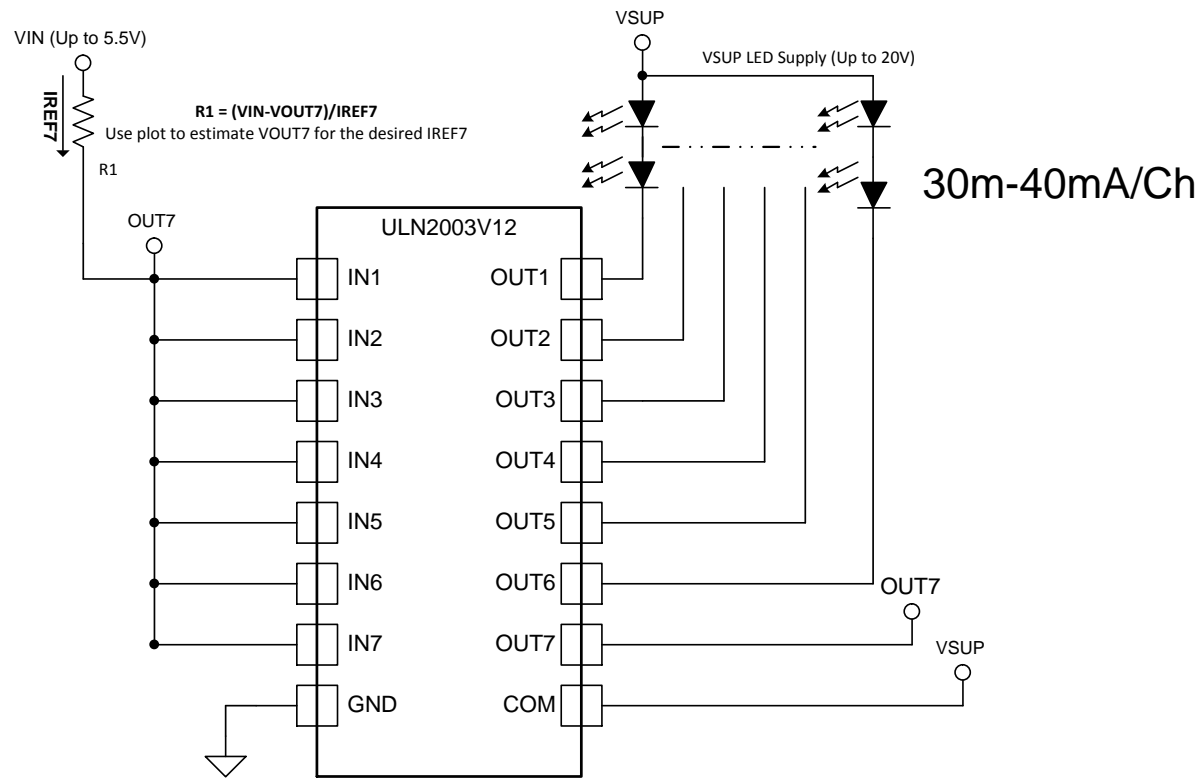 VSUP
VIN (Up to 5.5V)
VSUP LED Supply (Up to 20V)
IREF7
R1 = (VIN-VOUT7)/IREF7
Use plot to estimate VOUT7 for the desired IREF7
R1
30m-40mA/Ch
OUT7
ULN2003V12
IN1
OUT1
IN2
OUT2
IN3
OUT3
IN4
OUT4
IN5
OUT5
IN6
OUT6
OUT7
IN7
OUT7
VSUP
GND
COM